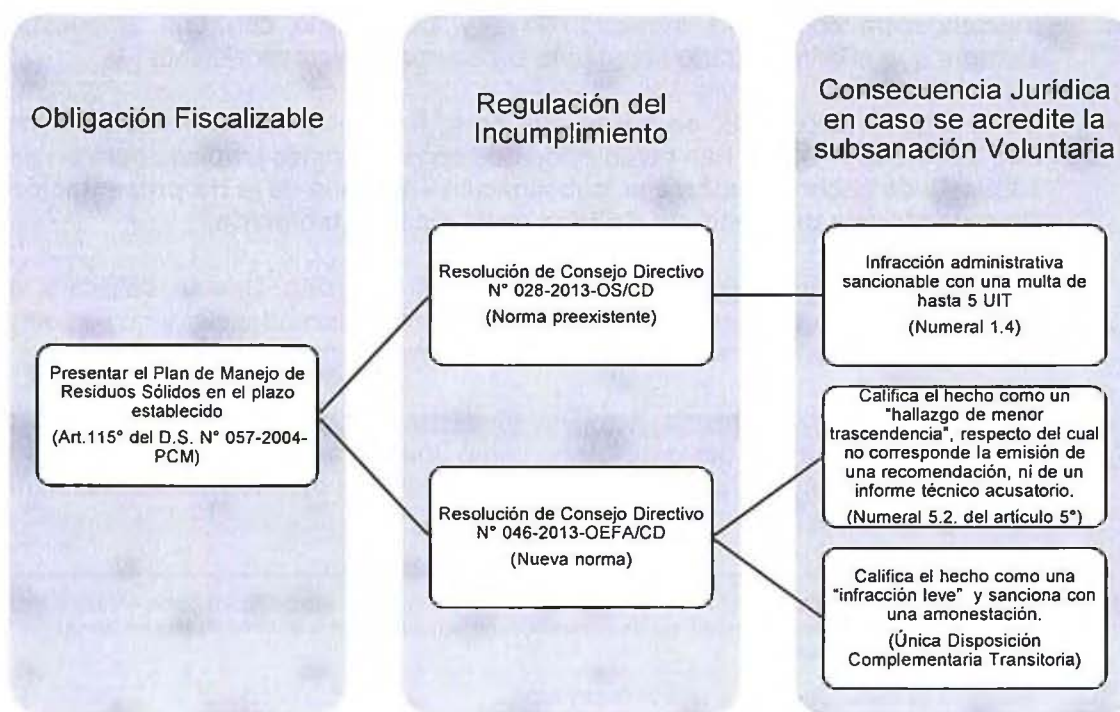 Obligación Fiscalizable
Regulación del
Incumplimiento
Consecuencia Jurídica
en caso se acredite la
subsanación Voluntaria
Presentar el Plan de Manejo de
Residuos Sólidos en el plazo
establecido
(Art.115° del D.S. N° 057-2004-
PCM)
Resolución de Consejo Directivo
N° 028-2013-OS/CD
(Norma preexistente)
Resolución de Consejo Directivo
N° 046-2013-OEFA/CD
(Nueva norma)
Infracción administrativa
sancionable con una multa de
hasta 5 UIT
(Numeral 1.4)
Califica el hecho como un
"hallazgo de menor
trascendencia", respecto del cual
no corresponde la emisión de
una recomendación, ni de un
informe técnico acusatorio.
(Numeral 5.2. del artículo 5°)
Califica el hecho como una
"infracción leve" y sanciona con
una amonestación.
(Única Disposición
Complementaria Transitoria)